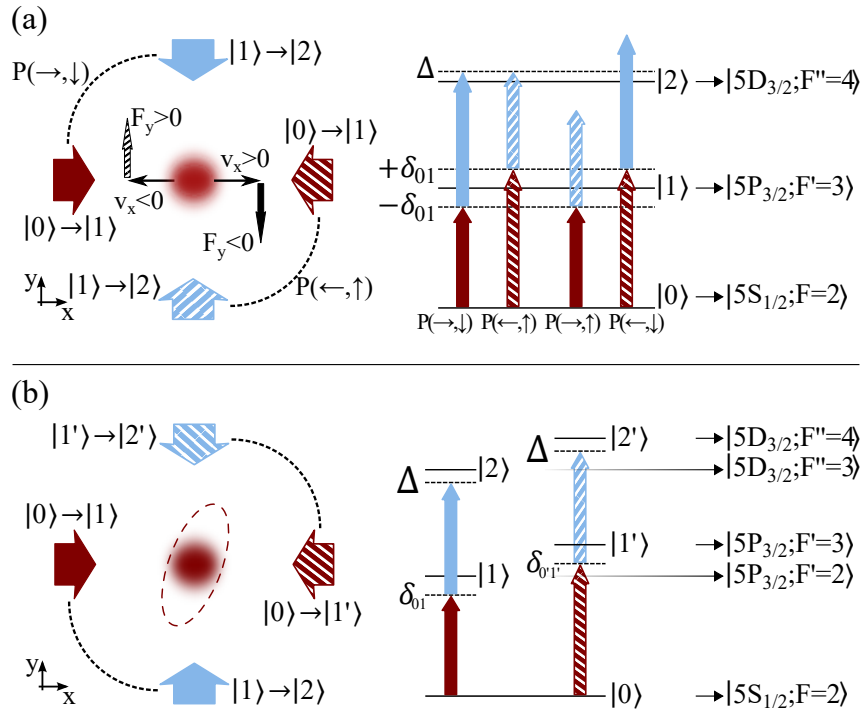 (a)
|1⟩→|2⟩
P(→,↓)
F_y>0
v_x>0
v_x<0
F_y<0
|0⟩→|1⟩
|0⟩→|1⟩
|1⟩→|2⟩
P(←,↑)
y
x
Δ
|2⟩ →|5D_{3/2};F''=4⟩
+δ_{01}
|1⟩ →|5P_{3/2};F'=3⟩
−δ_{01}
|0⟩ →|5S_{1/2};F=2⟩
P(→,↓) P(←,↑) P(→,↑) P(←,↓)
(b)
|1'⟩→|2'⟩
|0⟩→|1⟩
|0⟩→|1'⟩
|1⟩→|2⟩
y
x
Δ |2'⟩ →|5D_{3/2};F''=4⟩
Δ |2⟩ →|5D_{3/2};F''=3⟩
|1'⟩ →|5P_{3/2};F'=3⟩
δ_{0'1'}
|1⟩ →|5P_{3/2};F'=2⟩
δ_{01}
|0⟩ →|5S_{1/2};F=2⟩